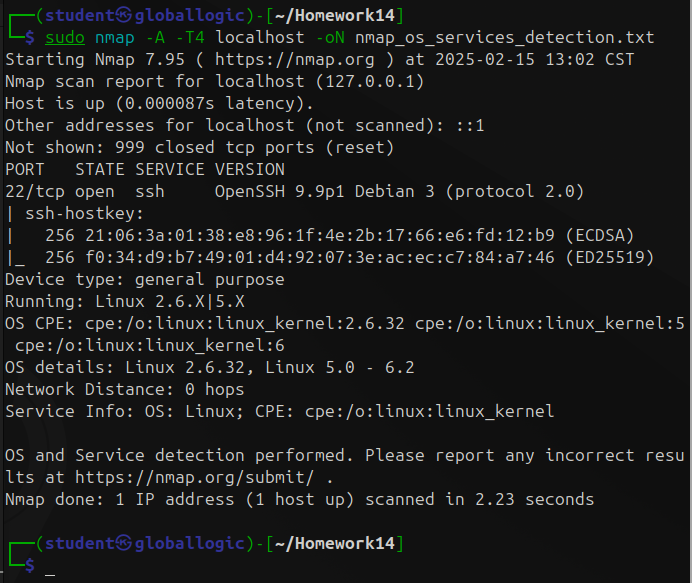 ┌──(student㉿globallogic)-[~/Homework14]
└─$ sudo nmap -A -T4 localhost -oN nmap_os_services_detection.txt
Starting Nmap 7.95 ( https://nmap.org ) at 2025-02-15 13:02 CST
Nmap scan report for localhost (127.0.0.1)
Host is up (0.000087s latency).
Other addresses for localhost (not scanned): ::1
Not shown: 999 closed tcp ports (reset)
PORT   STATE SERVICE VERSION
22/tcp open  ssh     OpenSSH 9.9p1 Debian 3 (protocol 2.0)
| ssh-hostkey:
|   256 21:06:3a:01:38:e8:96:1f:4e:2b:17:66:e6:fd:12:b9 (ECDSA)
|_  256 f0:34:d9:b7:49:01:d4:92:07:3e:ac:ec:c7:84:a7:46 (ED25519)
Device type: general purpose
Running: Linux 2.6.X|5.X
OS CPE: cpe:/o:linux:linux_kernel:2.6.32 cpe:/o:linux:linux_kernel:5
 cpe:/o:linux:linux_kernel:6
OS details: Linux 2.6.32, Linux 5.0 - 6.2
Network Distance: 0 hops
Service Info: OS: Linux; CPE: cpe:/o:linux:linux_kernel

OS and Service detection performed. Please report any incorrect resu
lts at https://nmap.org/submit/ .
Nmap done: 1 IP address (1 host up) scanned in 2.23 seconds

┌──(student㉿globallogic)-[~/Homework14]
└─$ _